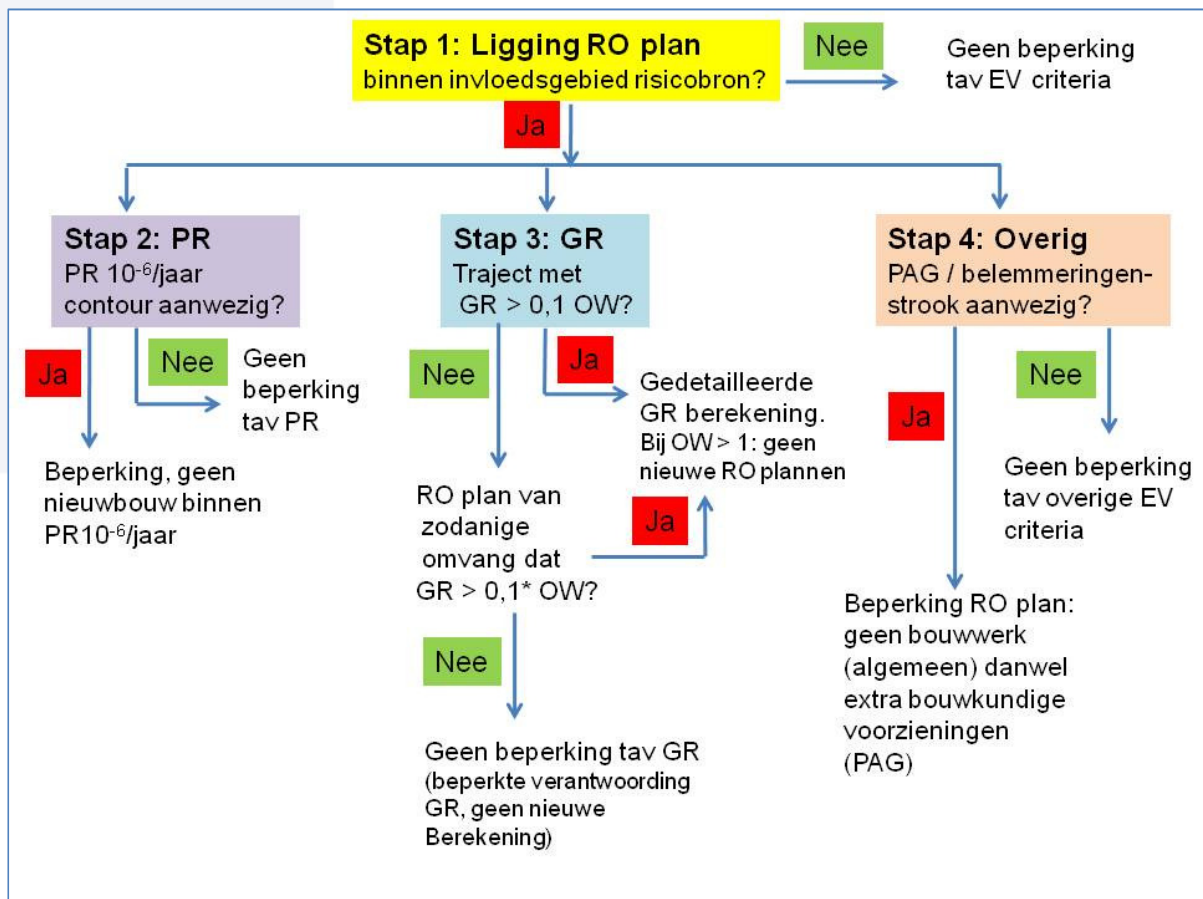 Stap 1: Ligging RO plan
binnen invloedsgebied risicobron?
Nee
Geen beperking
tav EV criteria
Ja
Stap 2: PR
PR 10⁻⁶/jaar
contour aanwezig?
Ja
Nee
Geen
beperking
tav PR
Beperking, geen
nieuwbouw binnen
PR10⁻⁶/jaar
Stap 3: GR
Traject met
GR > 0,1 OW?
Nee
Ja
Gedetailleerde
GR berekening.
Bij OW > 1: geen
nieuwe RO plannen
RO plan van
zodanige
omvang dat
GR > 0,1* OW?
Ja
Nee
Geen beperking tav GR
(beperkte verantwoording
GR, geen nieuwe
Berekening)
Stap 4: Overig
PAG / belemmeringen-
strook aanwezig?
Ja
Nee
Geen beperking
tav overige EV
criteria
Beperking RO plan:
geen bouwwerk
(algemeen) danwel
extra bouwkundige
voorzieningen
(PAG)